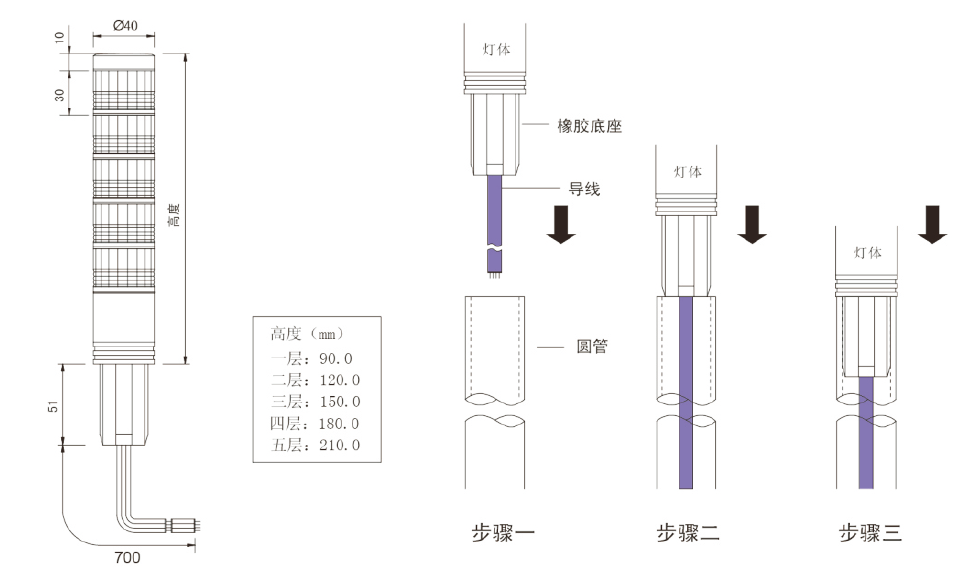 Ø40
10
30
高度
51
700
高度（mm）
一层：90.0
二层：120.0
三层：150.0
四层：180.0
五层：210.0
灯体
橡胶底座
导线
圆管
步骤一
灯体
步骤二
灯体
步骤三